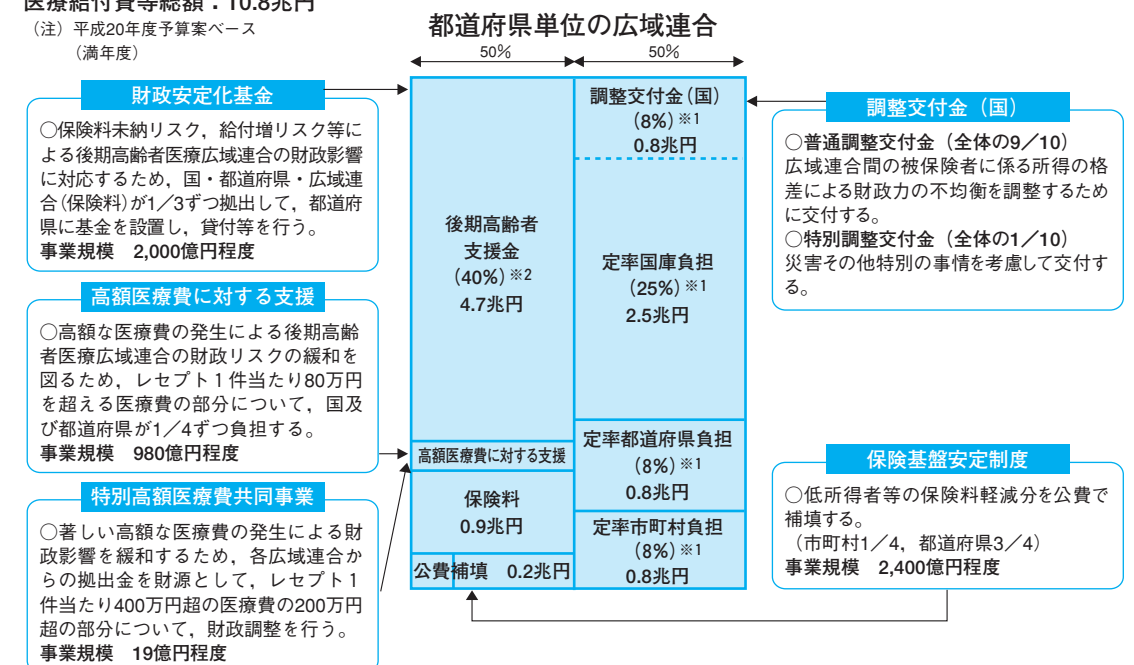 医療給付費等総額：10.8兆円
（注）平成20年度予算案ベース
（満年度）
都道府県単位の広域連合
50%
50%
財政安定化基金
○保険料未納リスク，給付増リスク等に
よる後期高齢者医療広域連合の財政影響
に対応するため，国・都道府県・広域連
合（保険料）が1／3ずつ拠出して，都道府
県に基金を設置し，貸付等を行う。
事業規模　2,000億円程度
高額医療費に対する支援
○高額な医療費の発生による後期高齢
者医療広域連合の財政リスクの緩和を
図るため，レセプト１件当たり80万円
を超える医療費の部分について，国及
び都道府県が1／4ずつ負担する。
事業規模　980億円程度
特別高額医療費共同事業
○著しい高額な医療費の発生による財
政影響を緩和するため，各広域連合か
らの拠出金を財源として，レセプト１
件当たり400万円超の医療費の200万円
超の部分について，財政調整を行う。
事業規模　19億円程度
後期高齢者
支援金
（40%）※2
4.7兆円
高額医療費に対する支援
保険料
0.9兆円
公費補填　0.2兆円
調整交付金（国）
（8%）※1
0.8兆円
定率国庫負担
（25%）※1
2.5兆円
定率都道府県負担
（8%）※1
0.8兆円
定率市町村負担
（8%）※1
0.8兆円
調整交付金（国）
○普通調整交付金（全体の9／10）
広域連合間の被保険者に係る所得の格
差による財政力の不均衡を調整するため
に交付する。
○特別調整交付金（全体の1／10）
災害その他特別の事情を考慮して交付す
る。
保険基盤安定制度
○低所得者等の保険料軽減分を公費で
補填する。
（市町村1／4，都道府県3／4）
事業規模　2,400億円程度